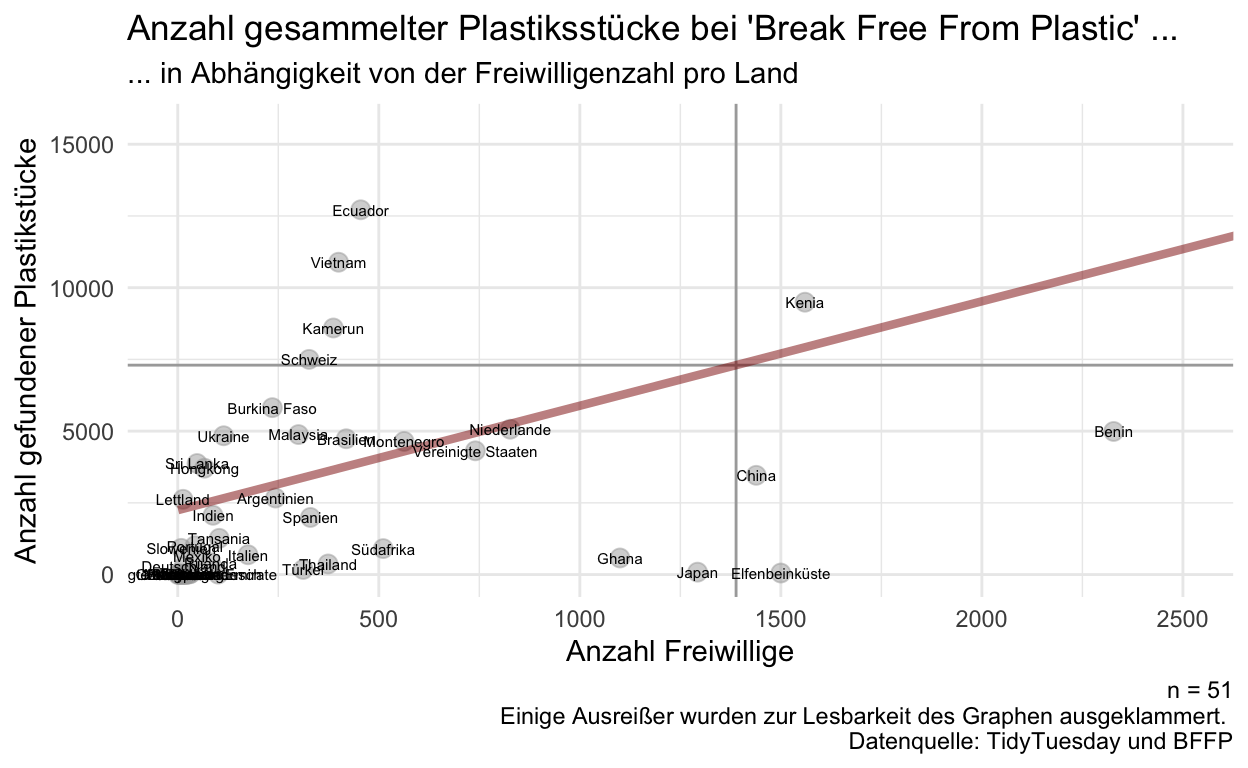 Anzahl gesammelter Plastiksstücke bei 'Break Free From Plastic' ...
... in Abhängigkeit von der Freiwilligenzahl pro Land
Anzahl gefundener Plastikstücke
15000
10000
5000
0
Ecuador
Vietnam
Kenia
Kamerun
Schweiz
Burkina Faso
Niederlande
Benin
Ukraine
Malaysia
Brasilien
Montenegro
Vereinigte Staaten
Sri Lanka
Hongkong
China
Lettland
Argentinien
Indien
Spanien
Tansania
Portugal
Slowenien
Südafrika
Mexiko
Italien
Ghana
Thailand
Türkei
Japan
Elfenbeinküste
0
500
1000
1500
2000
2500
Anzahl Freiwillige
n = 51
Einige Ausreißer wurden zur Lesbarkeit des Graphen ausgeklammert.
Datenquelle: TidyTuesday und BFFP